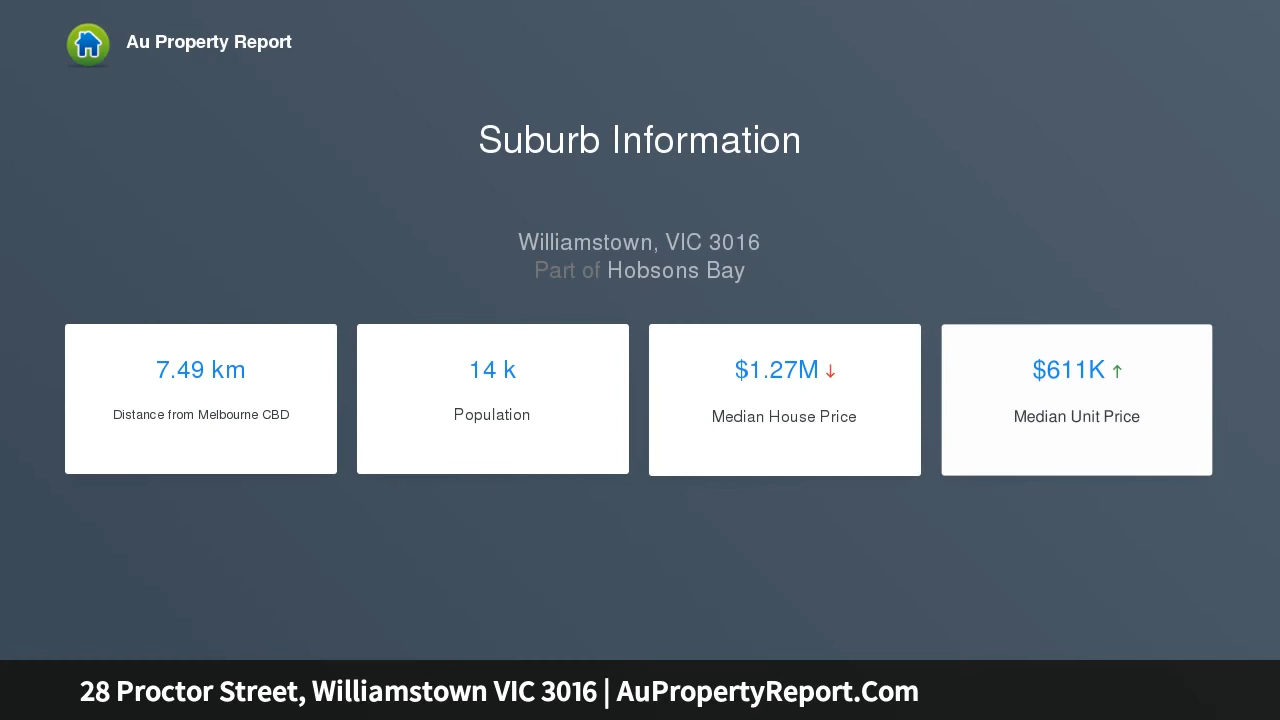 Au Property Report
Suburb Information
Williamstown, VIC 3016
Part of Hobsons Bay
7.49 km
Distance from Melbourne CBD
14 k
Population
$1.27M ↓
Median House Price
$611K ↑
Median Unit Price
28 Proctor Street, Williamstown VIC 3016 | AuPropertyReport.Com